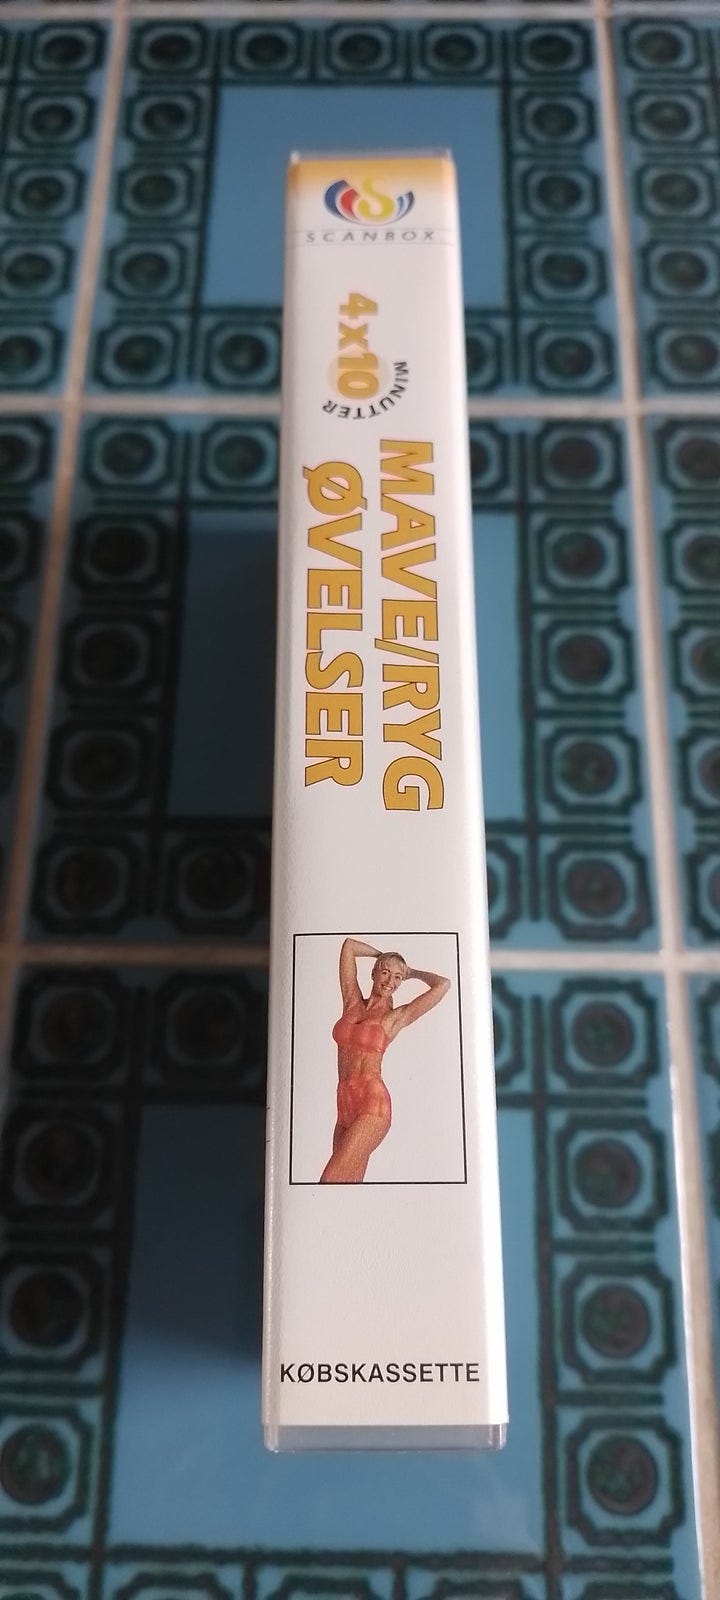 SCANBOX
4x10
MINUTTER
MAVE/RYG
ØVELSER
KØBSKASSETTE